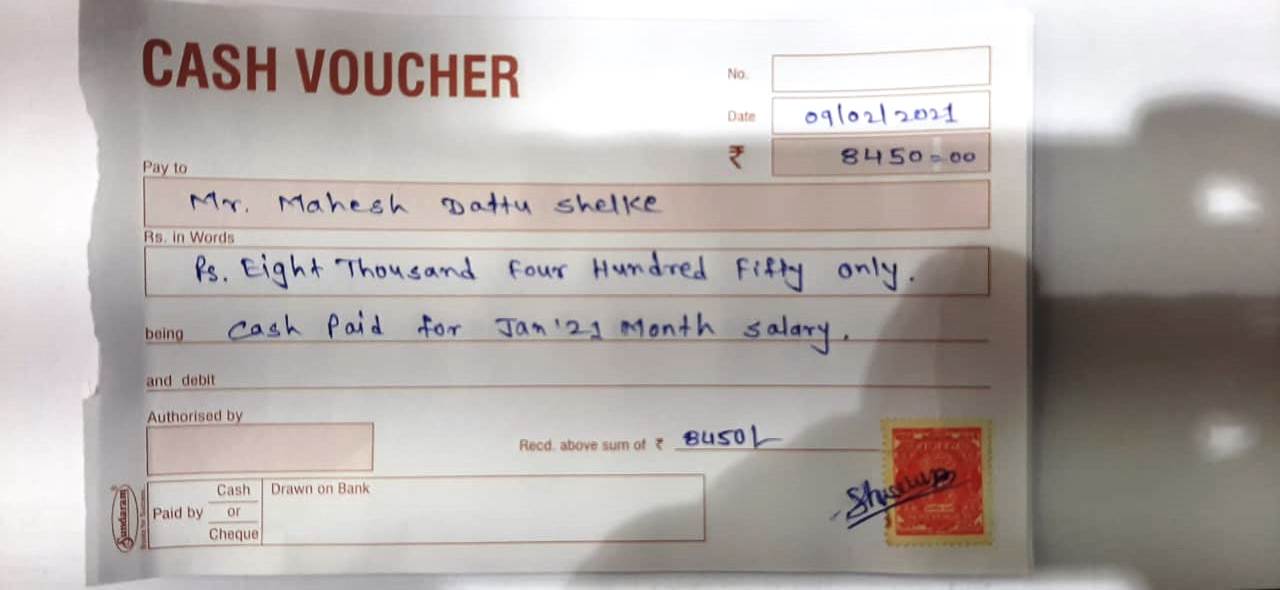 CASH VOUCHER
No.
Date 09/02/2021
₹ 8450=00
Pay to
Mr. Mahesh Dattu Shelke
Rs. in Words
Rs. Eight Thousand Four Hundred Fifty only.
being Cash Paid for Jan'21 Month salary.
and debit
Authorised by
Recd. above sum of ₹ 8450/-
Paid by Cash or Cheque
Drawn on Bank
Sundaram